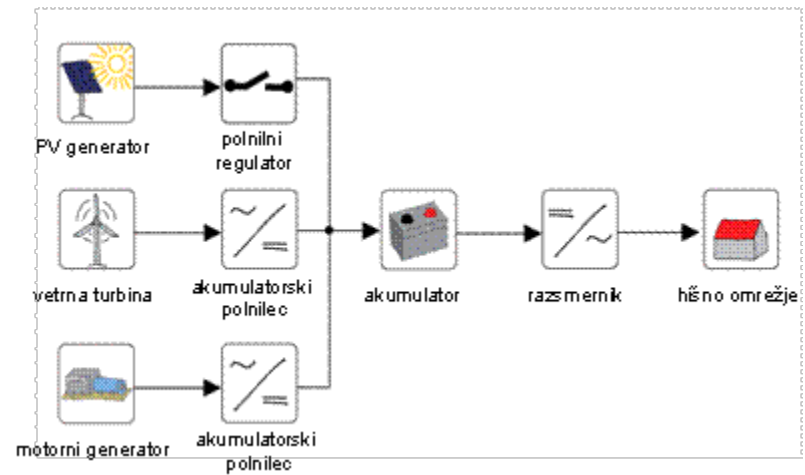 PV generator
polnilni
regulator
vetrna turbina
akumulatorski
polnilec
akumulator
razsmernik
hišno omrežje
motorni generator
akumulatorski
polnilec